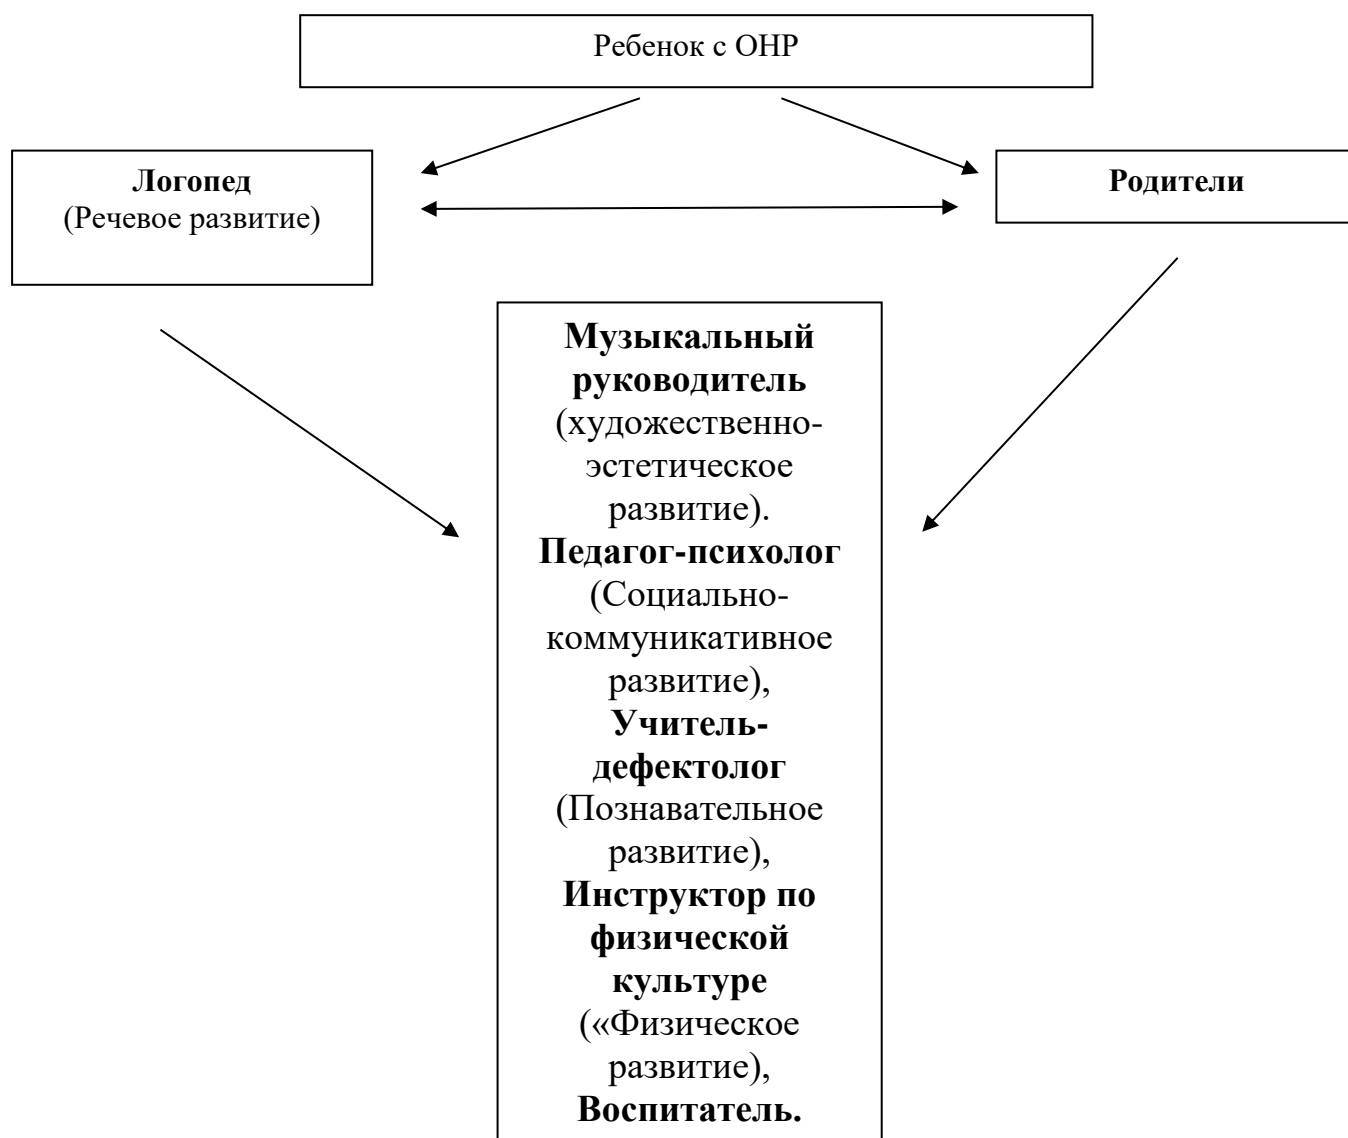 Ребенок с ОНР
Логопед
(Речевое развитие)
Родители
Музыкальный
руководитель
(художественно-
эстетическое
развитие).
Педагог-психолог
(Социально-
коммуникативное
развитие),
Учитель-
дефектолог
(Познавательное
развитие),
Инструктор по
физической
культуре
(«Физическое
развитие),
Воспитатель.